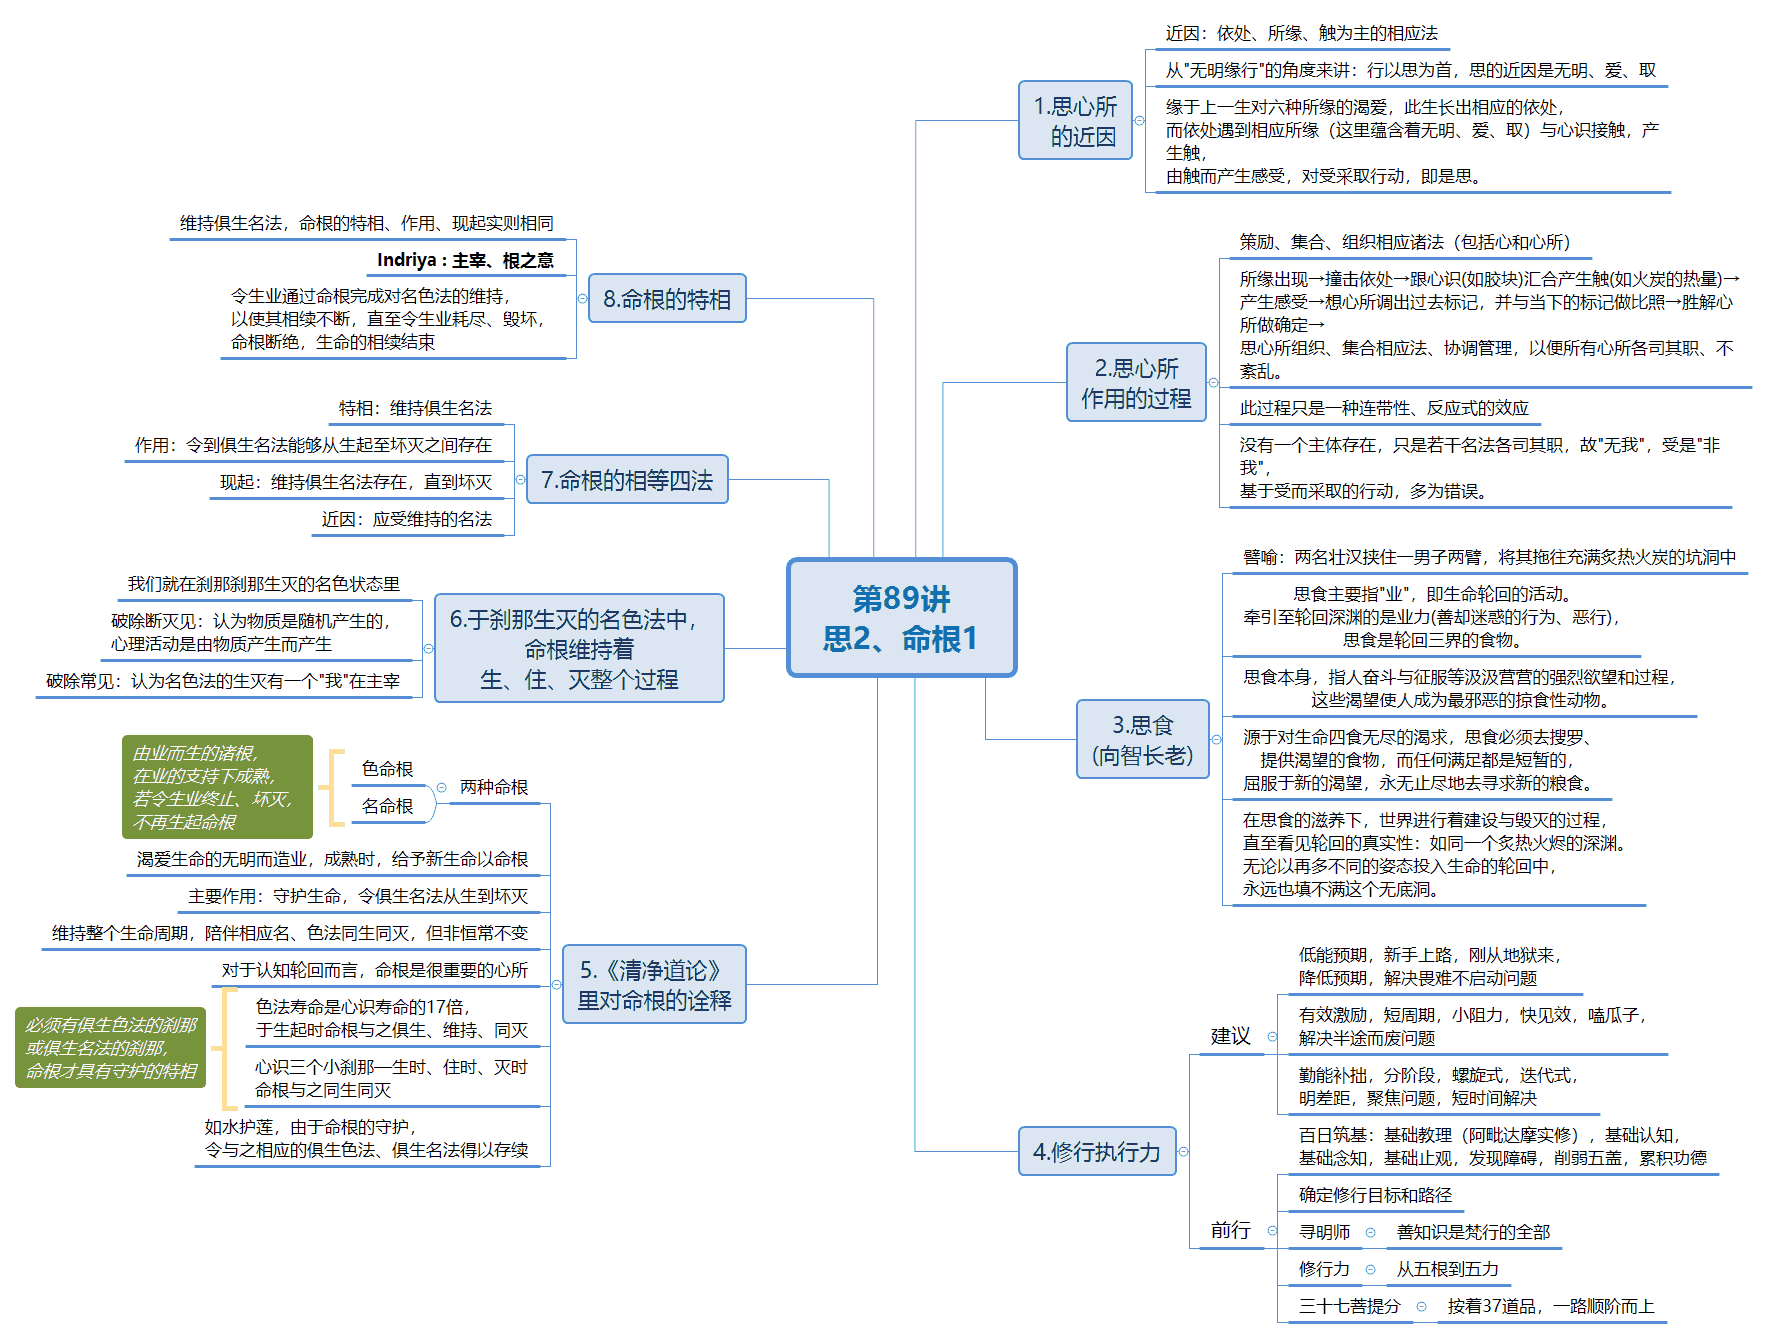 第89讲
思2、命根1
1.思心所
的近因
近因：依处、所缘、触为主的相应法
从"无明缘行"的角度来讲：行以思为首，思的近因是无明、爱、取
缘于上一生对六种所缘的渴爱，此生长出相应的依处，
而依处遇到相应所缘（这里蕴含着无明、爱、取）与心识接触，产
生触，
由触而产生感受，对受采取行动，即是思。
2.思心所
作用的过程
策励、集合、组织相应诸法（包括心和心所）
所缘出现→撞击依处→跟心识(如胶块)汇合产生触(如火炭的热量)→
产生感受→想心所调出过去标记，并与当下的标记做比照→胜解心
所做确定→
思心所组织、集合相应法、协调管理，以便所有心所各司其职、不
紊乱。
此过程只是一种连带性、反应式的效应
没有一个主体存在，只是若干名法各司其职，故"无我"，受是"非
我"，
基于受而采取的行动，多为错误。
3.思食
(向智长老)
譬喻：两名壮汉挟住一男子两臂，将其拖往充满炙热火炭的坑洞中
思食主要指"业"，即生命轮回的活动。
牵引至轮回深渊的是业力(善却迷惑的行为、恶行)，
思食是轮回三界的食物。
思食本身，指人奋斗与征服等汲汲营营的强烈欲望和过程，
这些渴望使人成为最邪恶的掠食性动物。
源于对生命四食无尽的渴求，思食必须去搜罗、
提供渴望的食物，而任何满足都是短暂的，
屈服于新的渴望，永无止尽地去寻求新的粮食。
在思食的滋养下，世界进行着建设与毁灭的过程，
直至看见轮回的真实性：如同一个炙热火烬的深渊。
无论以再多不同的姿态投入生命的轮回中，
永远也填不满这个无底洞。
4.修行执行力
建议
低能预期，新手上路，刚从地狱来，
降低预期，解决畏难不启动问题
有效激励，短周期，小阻力，快见效，嗑瓜子，
解决半途而废问题
勤能补拙，分阶段，螺旋式，迭代式，
明差距，聚焦问题，短时间解决
前行
百日筑基：基础教理（阿毗达摩实修），基础认知，
基础念知，基础止观，发现障碍，削弱五盖，累积功德
确定修行目标和路径
寻明师
善知识是梵行的全部
修行力
从五根到五力
三十七菩提分
按着37道品，一路顺阶而上
5.《清净道论》
里对命根的诠释
两种命根
色命根
名命根
由业而生的诸根，
在业的支持下成熟，
若令生业终止、坏灭，
不再生起命根
渴爱生命的无明而造业，成熟时，给予新生命以命根
主要作用：守护生命，令俱生名法从生到坏灭
维持整个生命周期，陪伴相应名、色法同生同灭，但非恒常不变
对于认知轮回而言，命根是很重要的心所
色法寿命是心识寿命的17倍，
于生起时命根与之俱生、维持、同灭
心识三个小刹那—生时、住时、灭时
命根与之同生同灭
必须有俱生色法的刹那
或俱生名法的刹那，
命根才具有守护的特相
如水护莲，由于命根的守护，
令与之相应的俱生色法、俱生名法得以存续
6.于刹那生灭的名色法中，
命根维持着
生、住、灭整个过程
我们就在刹那刹那生灭的名色状态里
破除断灭见：认为物质是随机产生的，
心理活动是由物质产生而产生
破除常见：认为名色法的生灭有一个"我"在主宰
7.命根的相等四法
特相：维持俱生名法
作用：令到俱生名法能够从生起至坏灭之间存在
现起：维持俱生名法存在，直到坏灭
近因：应受维持的名法
8.命根的特相
维持俱生名法，命根的特相、作用、现起实则相同
Indriya：主宰、根之意
令生业通过命根完成对名色法的维持，
以使其相续不断，直至令生业耗尽、毁坏，
命根断绝，生命的相续结束